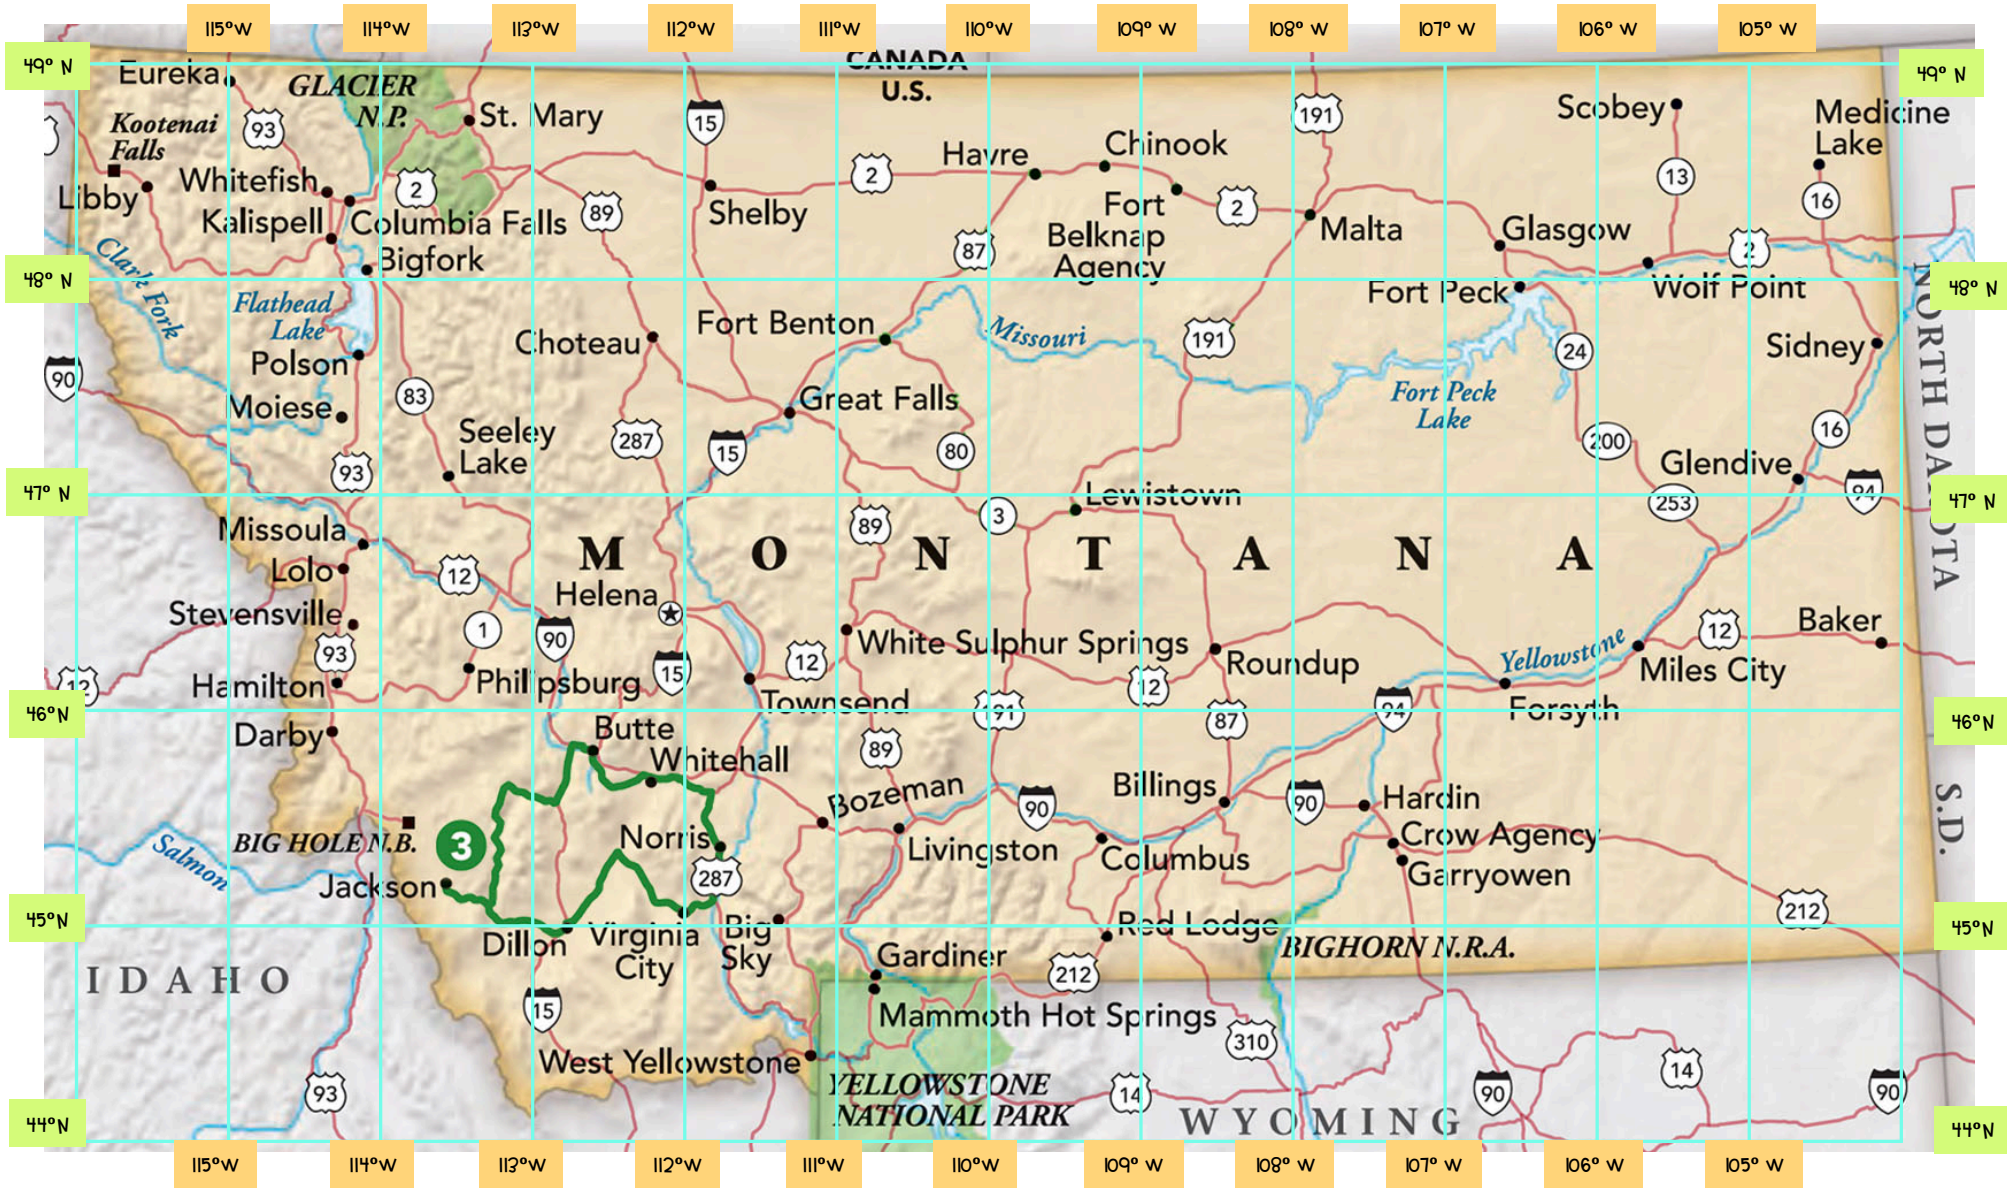 115°W 114°W 113°W 112°W 111°W 110°W 109° W 108° W 107° W 106° W 105° W
49° N
49° N
CANADA
U.S.
Eureka
GLACIER
N.P.
Kootenai
Falls
93
St. Mary
15
191
Scobey
Medicine
Lake
Libby
Whitefish
2
Kalispell
Columbia Falls
89
Shelby
2
Havre
Chinook
Fort
Belknap
Agency
2
Malta
13
16
Glasgow
2
Bigfork
87
Clark Fork
48° N
48° N
Fort Peck
Wolf Point
NORTH DAKOTA
Flathead
Lake
Choteau
Fort Benton
Missouri
191
24
Sidney
90
Polson
Moiese
83
Great Falls
Fort Peck
Lake
Seeley
Lake
287
15
80
200
16
93
Glendive
47° N
47° N
Lewistown
253
94
Missoula
89
3
MONTANA
Lolo
12
Helena
Stevensville
1
90
93
12
White Sulphur Springs
Yellowstone
12
Baker
12
Hamilton
Philipsburg
15
Townsend
12
Roundup
Miles City
46°N
46°N
191
87
94
Forsyth
Darby
Butte
Whitehall
89
S.D.
Bozeman
90
Billings
90
Hardin
BIG HOLE N.B.
3
Norris
Livingston
Columbus
Crow Agency
Salmon
Jackson
287
Garryowen
212
45°N
45°N
Dillon
Virginia
City
Big
Sky
Red Lodge
BIGHORN N.R.A.
Gardiner
212
IDAHO
15
Mammoth Hot Springs
310
West Yellowstone
93
YELLOWSTONE
NATIONAL PARK
14
WYOMING
90
14
90
44°N
44°N
115°W 114°W 113°W 112°W 111°W 110°W 109° W 108° W 107° W 106° W 105° W